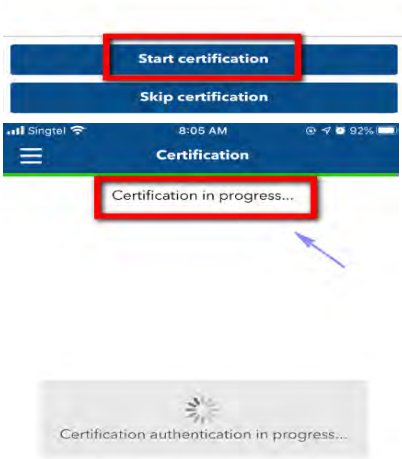 Start certification
Skip certification
Singtel 8:05 AM 92%
Certification
Certification in progress...
Certification authentication in progress...